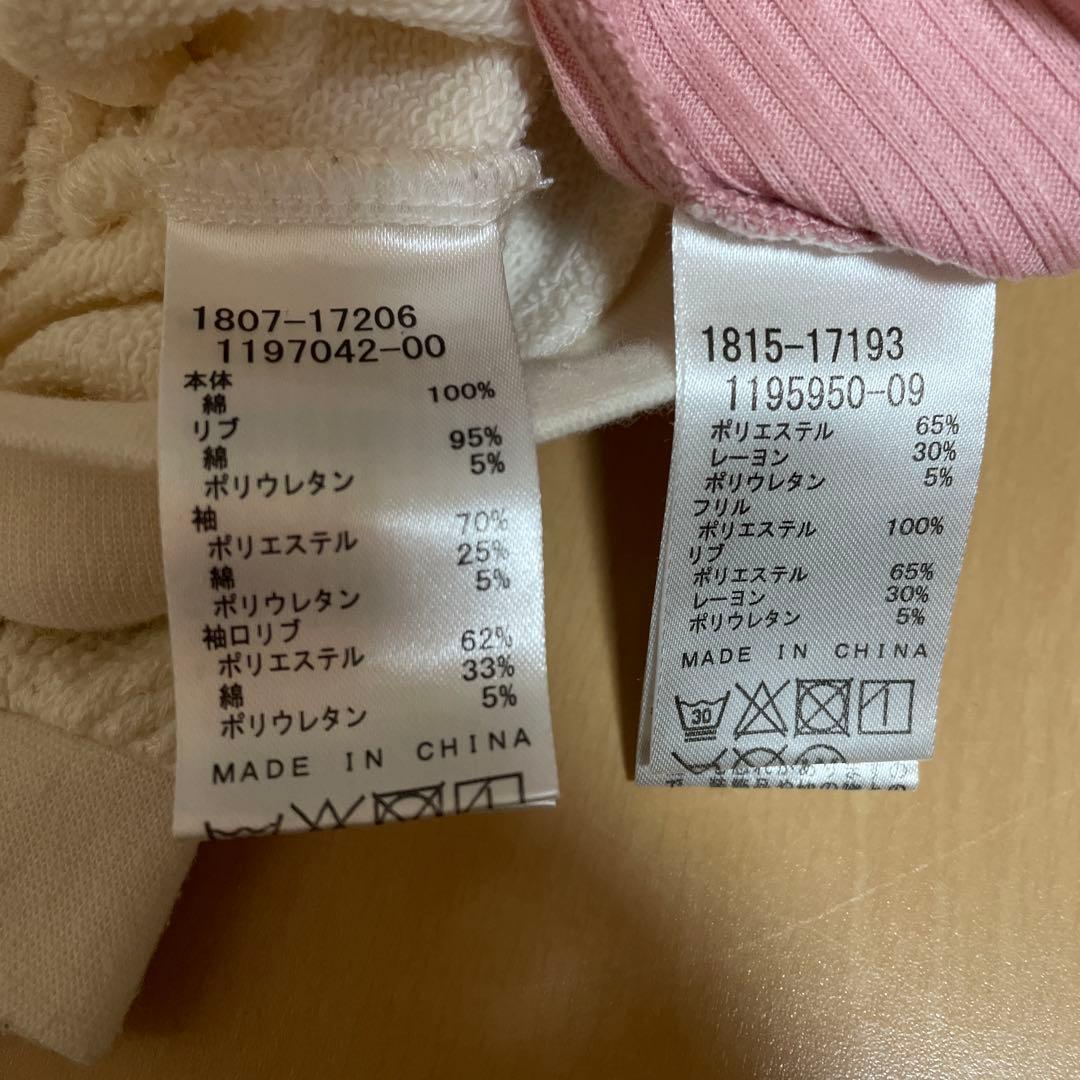 1807-17206
1197042-00
本体
綿 100%
リブ
綿 95%
ポリウレタン 5%
袖
ポリエステル 70%
綿 25%
ポリウレタン 5%
袖口リブ
ポリエステル 62%
綿 33%
ポリウレタン 5%
MADE IN CHINA
1815-17193
1195950-09
ポリエステル 65%
レーヨン 30%
ポリウレタン 5%
フリル
ポリエステル 100%
リブ
ポリエステル 65%
レーヨン 30%
ポリウレタン 5%
MADE IN CHINA
30